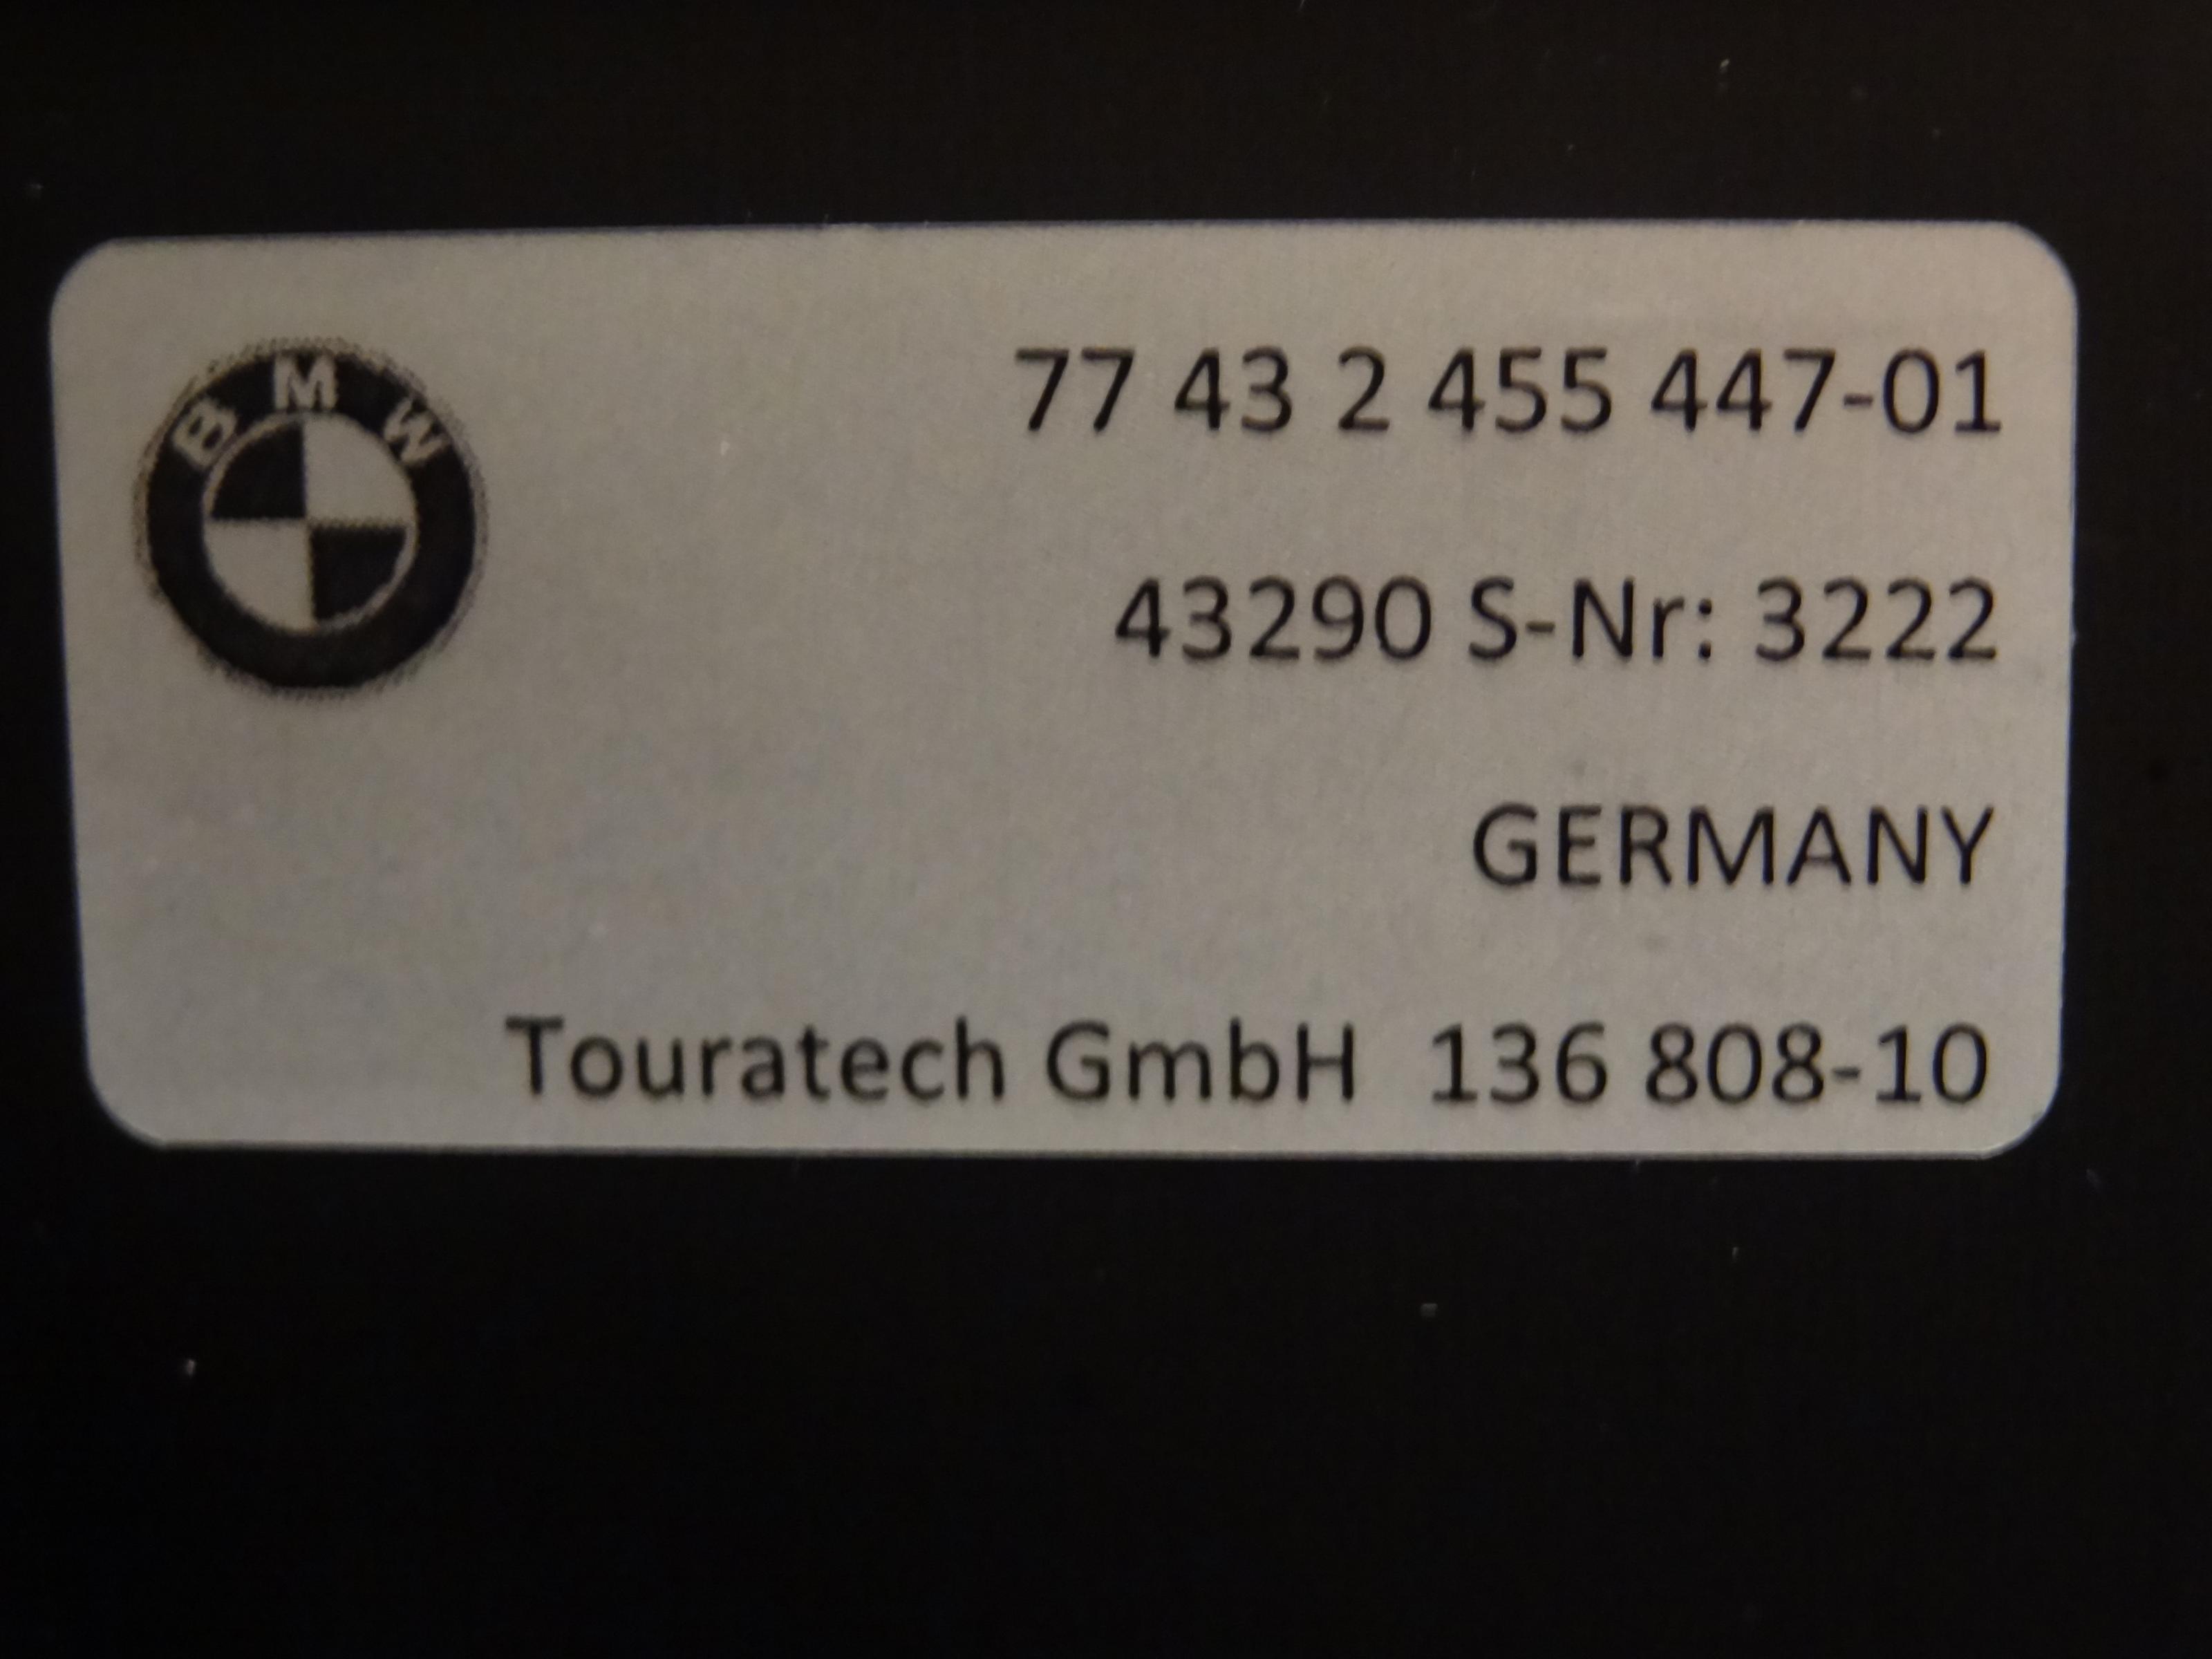 BMW
77 43 2 455 447-01
43290 S-Nr: 3222
GERMANY
Touratech GmbH 136 808-10